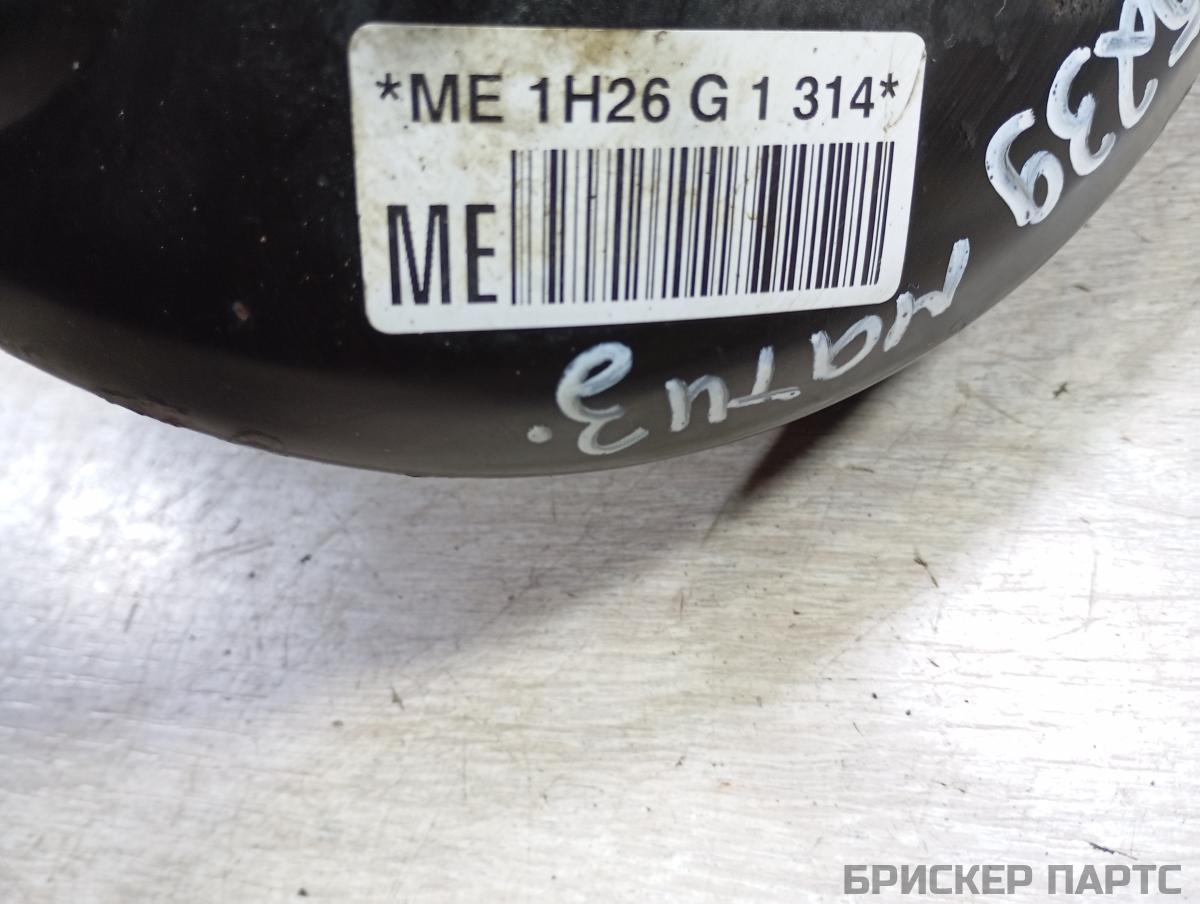 *ME 1H26 G 1 314*
ME
Матиз.
БРИСКЕР ПАРТС